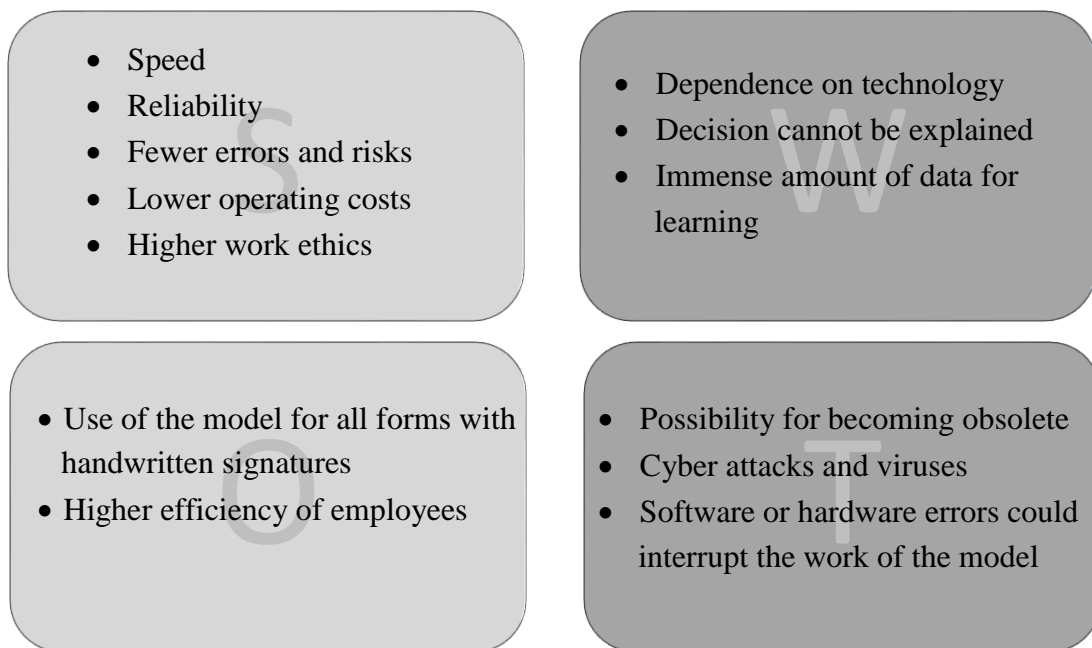 S
• Speed
• Reliability
• Fewer errors and risks
• Lower operating costs
• Higher work ethics
W
• Dependence on technology
• Decision cannot be explained
• Immense amount of data for
learning
O
• Use of the model for all forms with
handwritten signatures
• Higher efficiency of employees
T
• Possibility for becoming obsolete
• Cyber attacks and viruses
• Software or hardware errors could
interrupt the work of the model